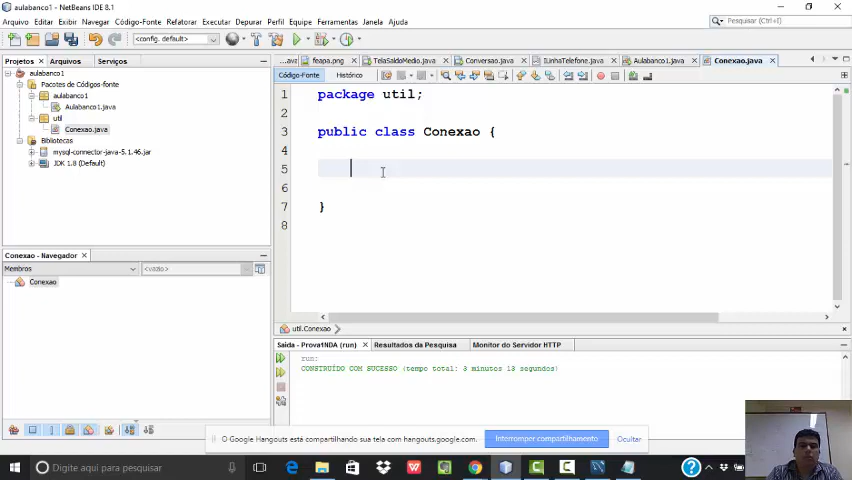 aulabanco1 - NetBeans IDE 8.1
Arquivo Editar Exibir Navegar Código-Fonte Refatorar Executar Depurar Perfil Equipe Ferramentas Janela Ajuda
Pesquisar (Ctrl+I)
<config. default>
Projetos Arquivos Serviços
...ava feapa.png TelaSaldoMedio.java Conversao.java ILinhaTelefone.java Aulabanco1.java Conexao.java
Código-Fonte Histórico
aulabanco1
Pacotes de Códigos-fonte
aulabanco1
Aulabanco1.java
util
Conexao.java
Bibliotecas
mysql-connector-java-5.1.46.jar
JDK 1.8 (Default)
1 package util;
2
3 public class Conexao {
4
5
6
7 }
8
Conexao - Navegador
Membros <vazio>
Conexao
util.Conexao
Saída - Prova1NDA (run) Resultados da Pesquisa Monitor do Servidor HTTP
run:
CONSTRUÍDO COM SUCESSO (tempo total: 3 minutos 13 segundos)
O Google Hangouts está compartilhando sua tela com hangouts.google.com. Interromper compartilhamento Ocultar
Digite aqui para pesquisar